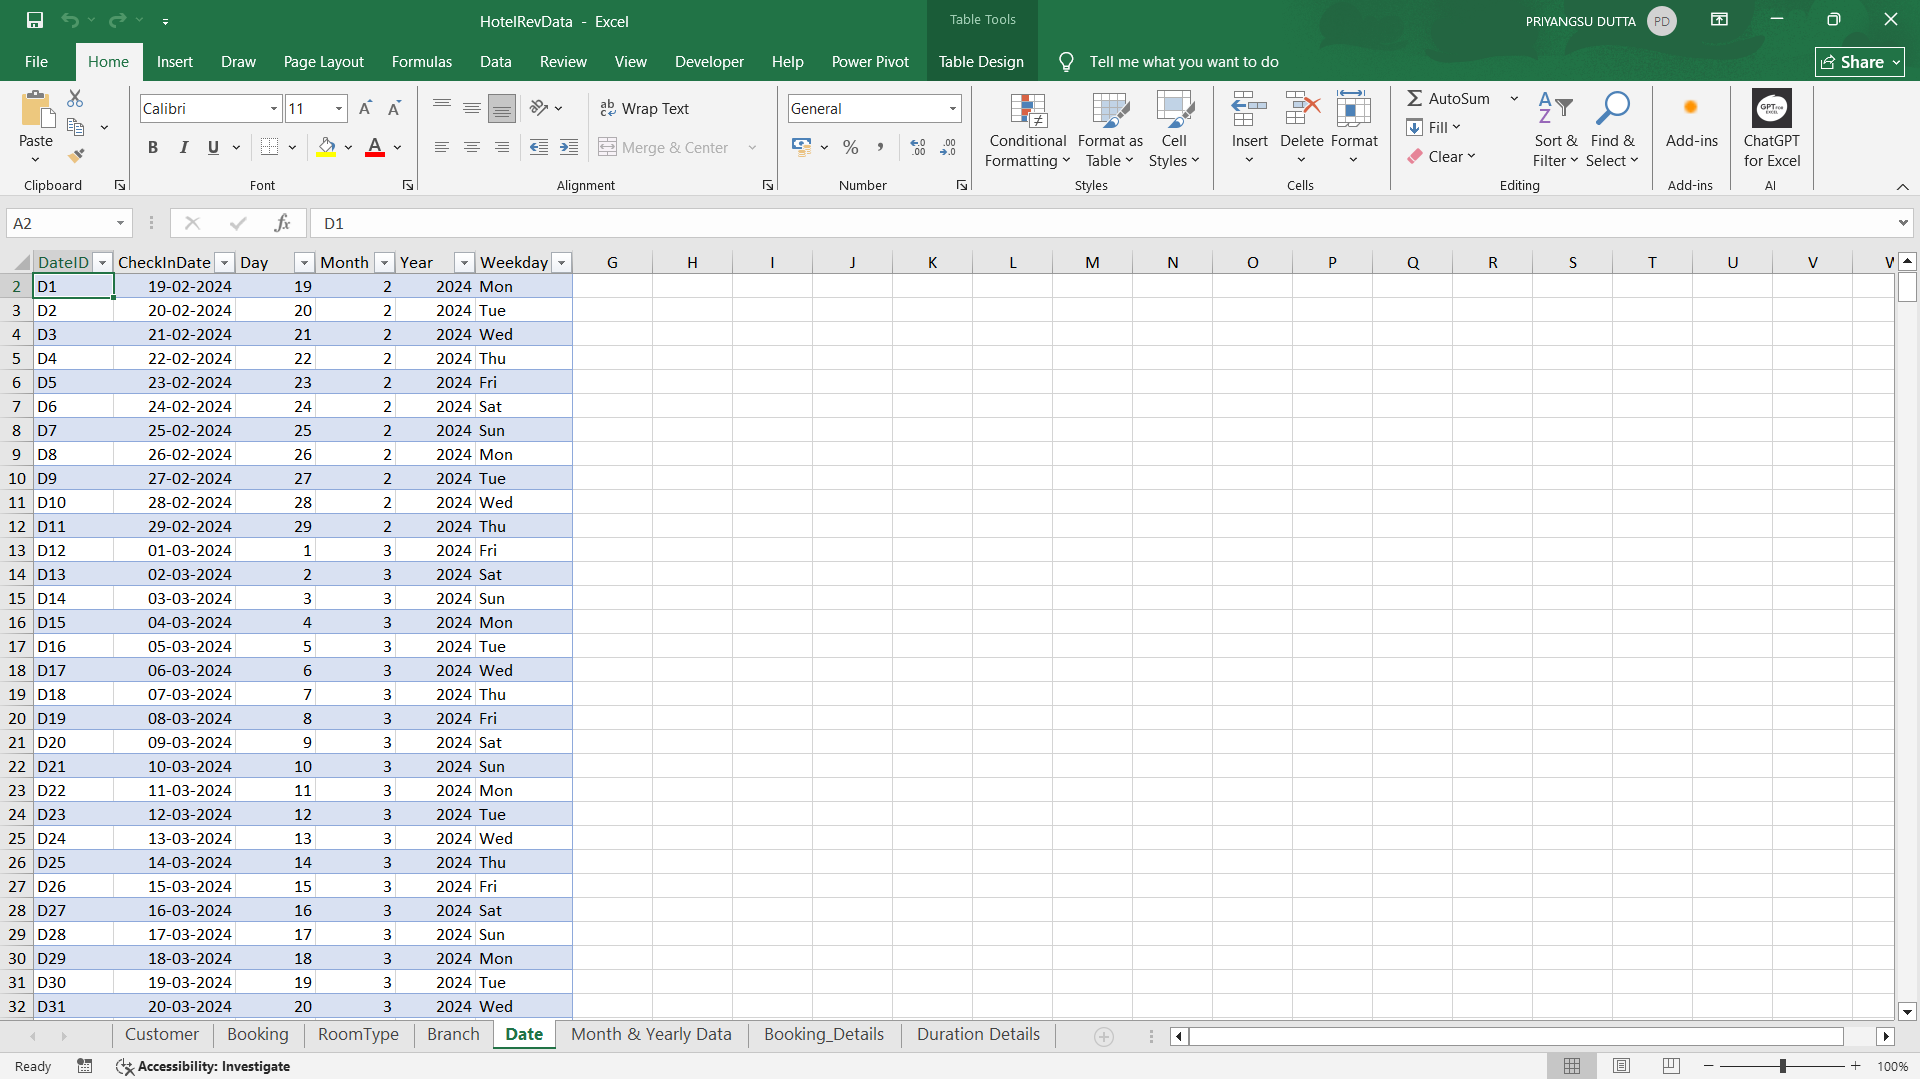 HotelRevData - Excel
Table Tools
PRIYANGSU DUTTA PD
File Home Insert Draw Page Layout Formulas Data Review View Developer Help Power Pivot Table Design Tell me what you want to do Share
Calibri 11 ab Wrap Text General AutoSum
Paste Conditional Formatting Format as Table Cell Styles Insert Delete Format Fill Sort & Filter Find & Select Add-ins ChatGPT for Excel
B I U A Merge & Center % Clear
Clipboard Font Alignment Number Styles Cells Editing Add-ins AI
A2 fx D1
DateID CheckInDate Day Month Year Weekday G H I J K L M N O P Q R S T U V W
2 D1 19-02-2024 19 2 2024 Mon
3 D2 20-02-2024 20 2 2024 Tue
4 D3 21-02-2024 21 2 2024 Wed
5 D4 22-02-2024 22 2 2024 Thu
6 D5 23-02-2024 23 2 2024 Fri
7 D6 24-02-2024 24 2 2024 Sat
8 D7 25-02-2024 25 2 2024 Sun
9 D8 26-02-2024 26 2 2024 Mon
10 D9 27-02-2024 27 2 2024 Tue
11 D10 28-02-2024 28 2 2024 Wed
12 D11 29-02-2024 29 2 2024 Thu
13 D12 01-03-2024 1 3 2024 Fri
14 D13 02-03-2024 2 3 2024 Sat
15 D14 03-03-2024 3 3 2024 Sun
16 D15 04-03-2024 4 3 2024 Mon
17 D16 05-03-2024 5 3 2024 Tue
18 D17 06-03-2024 6 3 2024 Wed
19 D18 07-03-2024 7 3 2024 Thu
20 D19 08-03-2024 8 3 2024 Fri
21 D20 09-03-2024 9 3 2024 Sat
22 D21 10-03-2024 10 3 2024 Sun
23 D22 11-03-2024 11 3 2024 Mon
24 D23 12-03-2024 12 3 2024 Tue
25 D24 13-03-2024 13 3 2024 Wed
26 D25 14-03-2024 14 3 2024 Thu
27 D26 15-03-2024 15 3 2024 Fri
28 D27 16-03-2024 16 3 2024 Sat
29 D28 17-03-2024 17 3 2024 Sun
30 D29 18-03-2024 18 3 2024 Mon
31 D30 19-03-2024 19 3 2024 Tue
32 D31 20-03-2024 20 3 2024 Wed
Customer Booking RoomType Branch Date Month & Yearly Data Booking_Details Duration Details
Ready Accessibility: Investigate 100%